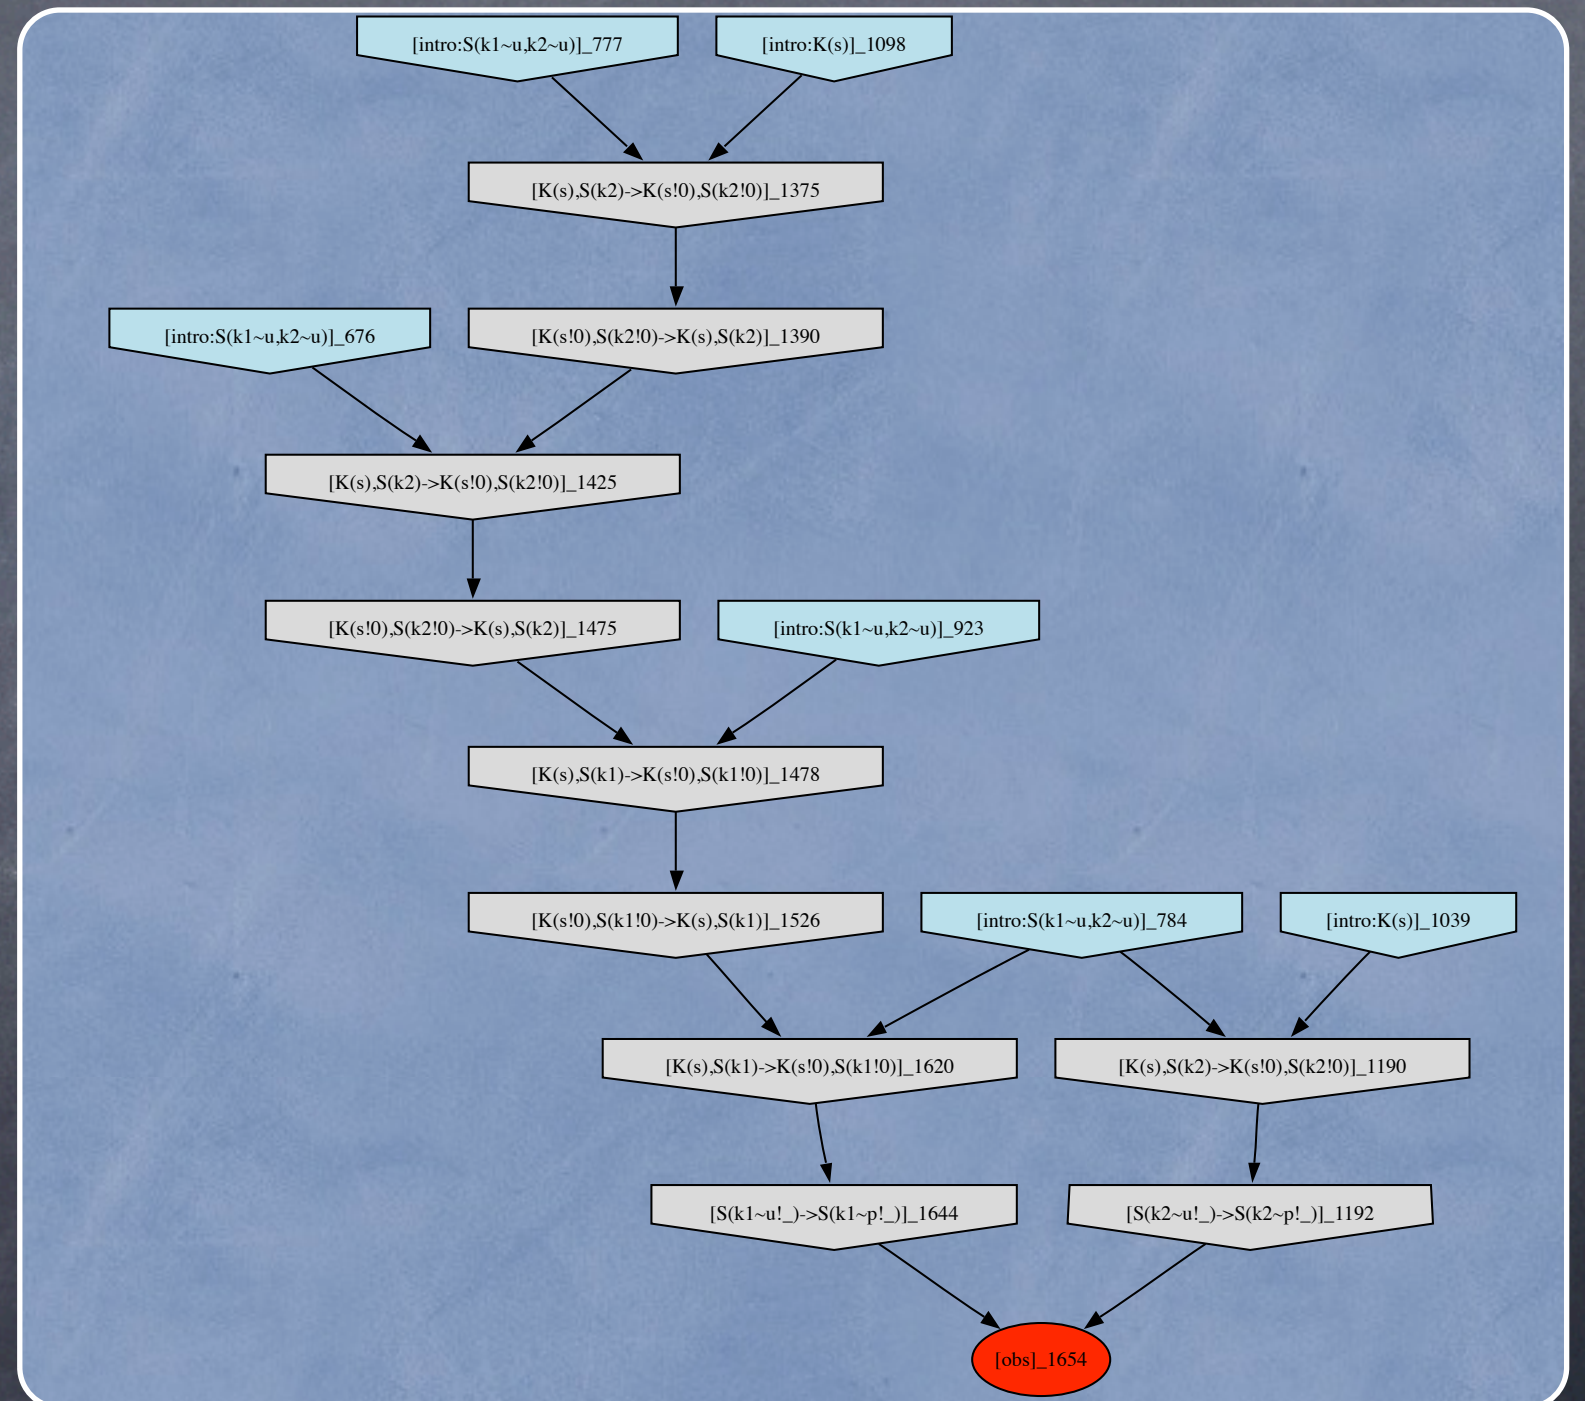 [intro:S(k1~u,k2~u)]_777
[intro:K(s)]_1098
[K(s),S(k2)->K(s!0),S(k2!0)]_1375
[intro:S(k1~u,k2~u)]_676
[K(s!0),S(k2!0)->K(s),S(k2)]_1390
[K(s),S(k2)->K(s!0),S(k2!0)]_1425
[K(s!0),S(k2!0)->K(s),S(k2)]_1475
[intro:S(k1~u,k2~u)]_923
[K(s),S(k1)->K(s!0),S(k1!0)]_1478
[K(s!0),S(k1!0)->K(s),S(k1)]_1526
[intro:S(k1~u,k2~u)]_784
[intro:K(s)]_1039
[K(s),S(k1)->K(s!0),S(k1!0)]_1620
[K(s),S(k2)->K(s!0),S(k2!0)]_1190
[S(k1~u!_)->S(k1~p!_)]_1644
[S(k2~u!_)->S(k2~p!_)]_1192
[obs]_1654